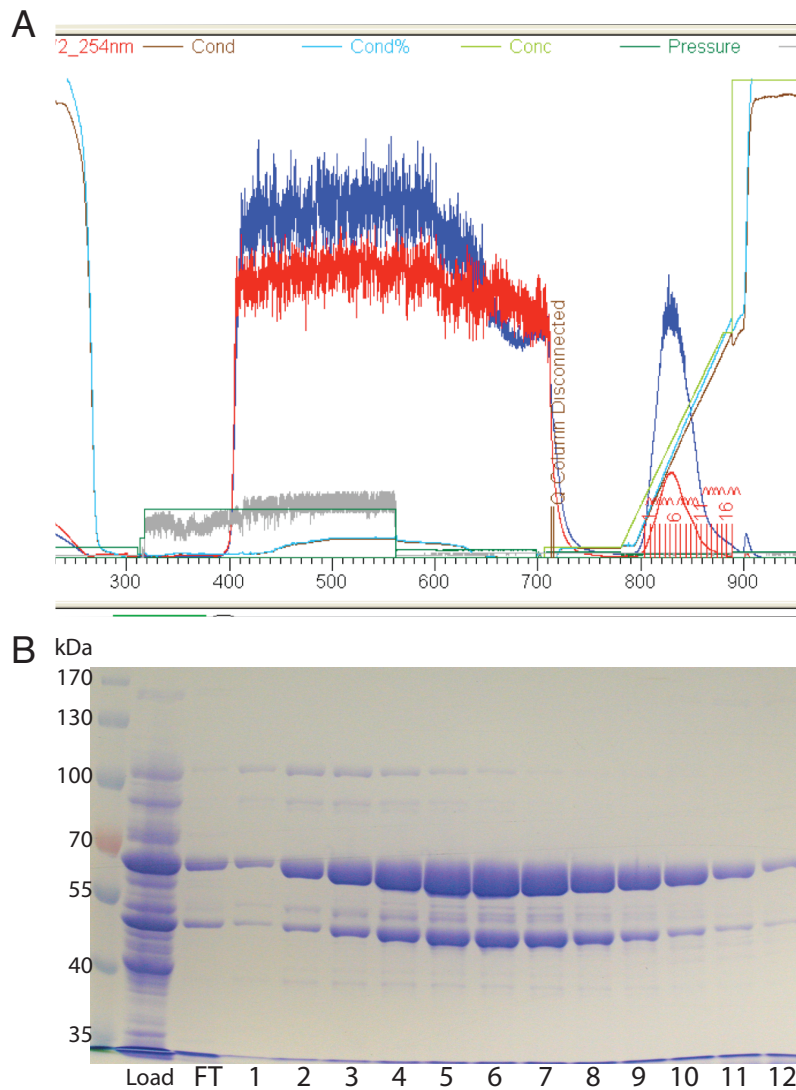 A
/2_254nm Cond Cond% Conc Pressure
Q Column Disconnected
1 6 11 16
300 400 500 600 700 800 900
B kDa
170
130
100
70
55
40
35
Load FT 1 2 3 4 5 6 7 8 9 10 11 12